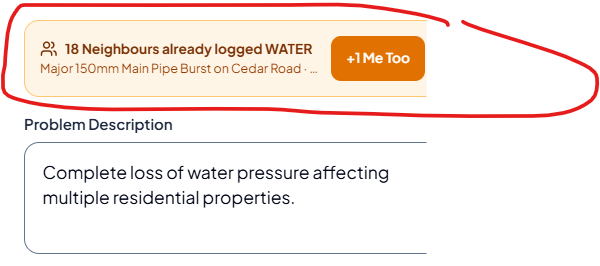 18 Neighbours already logged WATER
Major 150mm Main Pipe Burst on Cedar Road · ...
+1 Me Too
Problem Description
Complete loss of water pressure affecting
multiple residential properties.